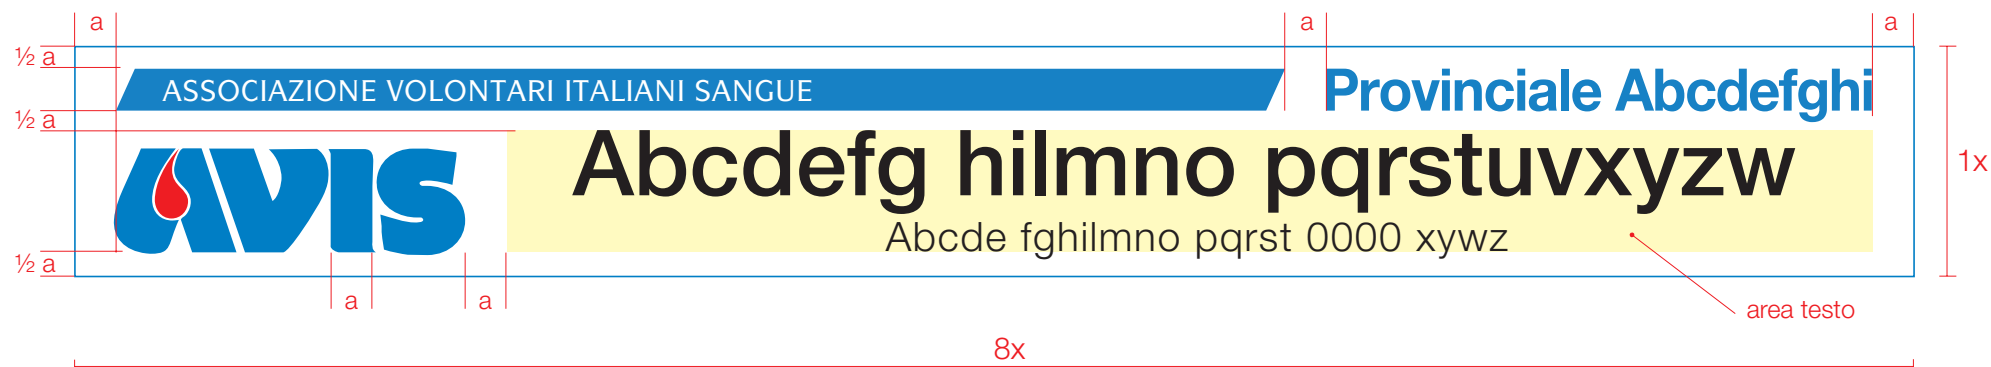 a a a
½ a
ASSOCIAZIONE VOLONTARI ITALIANI SANGUE Provinciale Abcdefghi
½ a
AVIS Abcdefg hilmno pqrstuvxyzw
1x
Abcde fghilmno pqrst 0000 xywz
½ a
a a
area testo
8x